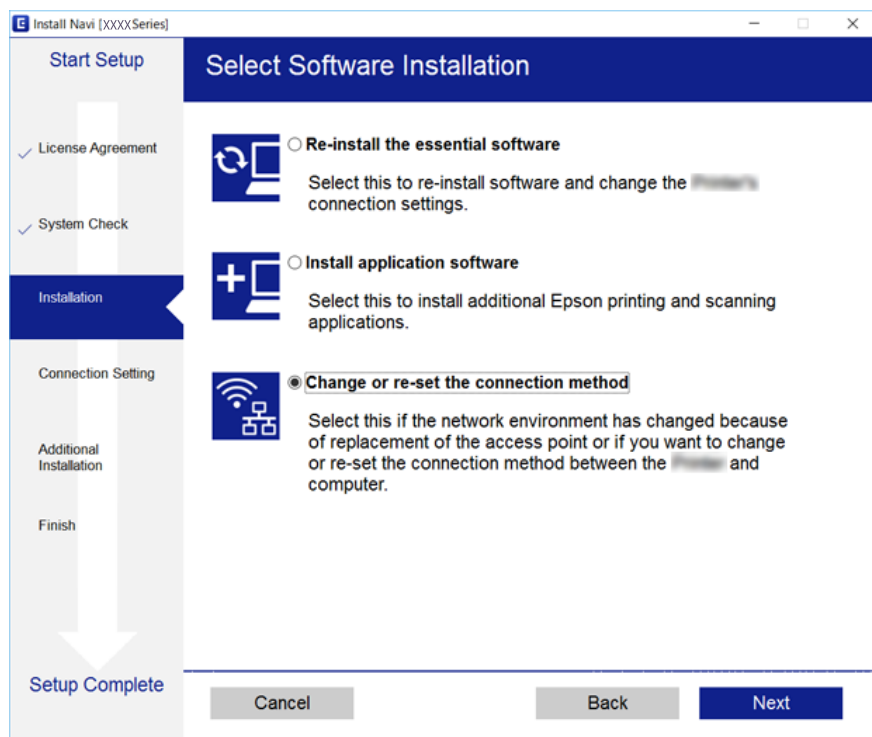 E Install Navi [XXXX Series]
Start Setup
Select Software Installation
License Agreement
System Check
Installation
Connection Setting
Additional
Installation
Finish
Setup Complete
Re-install the essential software
Select this to re-install software and change the
connection settings.
Install application software
Select this to install additional Epson printing and scanning
applications.
Change or re-set the connection method
Select this if the network environment has changed because
of replacement of the access point or if you want to change
or re-set the connection method between the and
computer.
Cancel
Back
Next